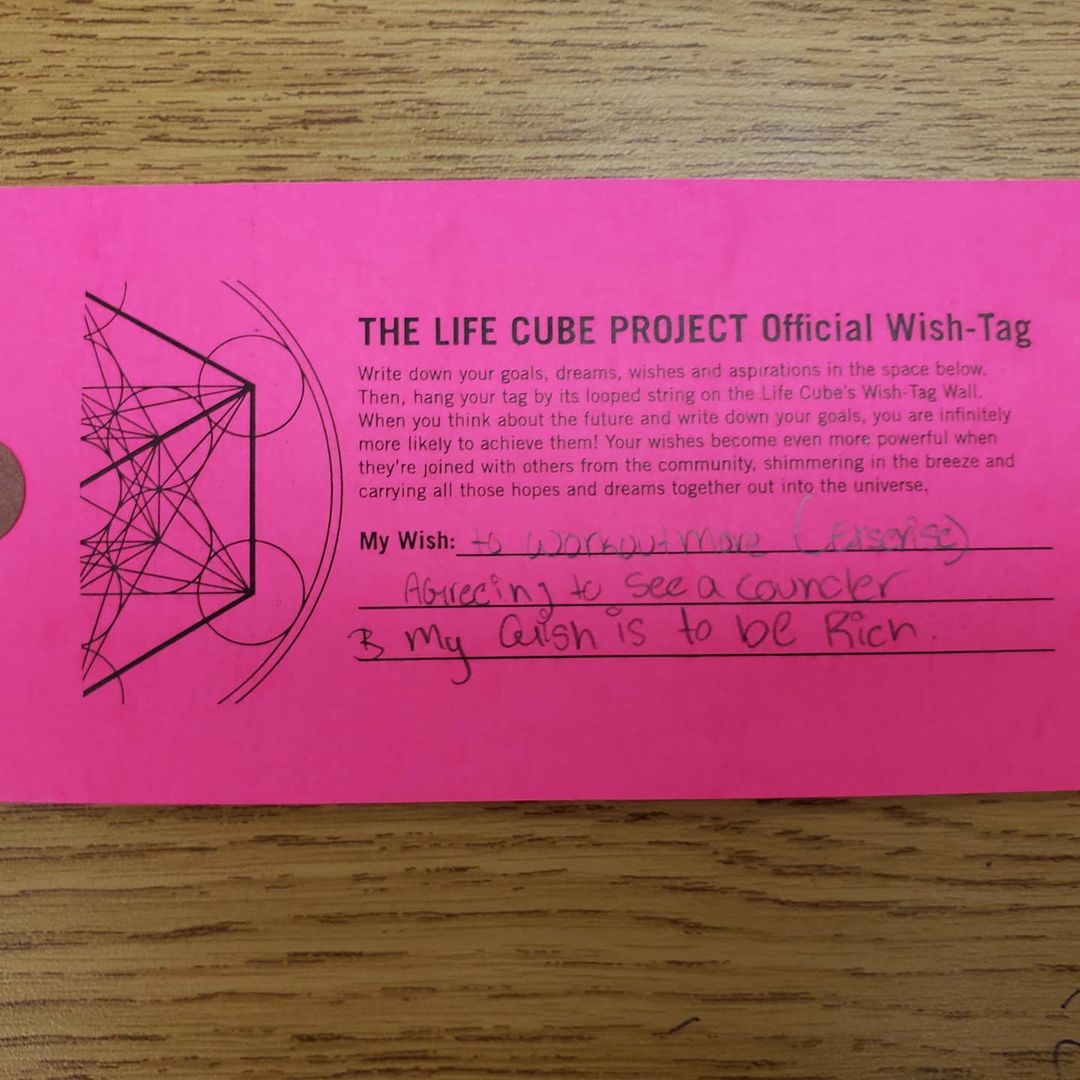 THE LIFE CUBE PROJECT Official Wish-Tag
Write down your goals, dreams, wishes and aspirations in the space below.
Then, hang your tag by its looped string on the Life Cube's Wish-Tag Wall.
When you think about the future and write down your goals, you are infinitely
more likely to achieve them! Your wishes become even more powerful when
they're joined with others from the community, shimmering in the breeze and
carrying all those hopes and dreams together out into the universe.
My Wish: to workout more (Exsersise)
Agreeing to see a councler
My wish is to be Rich.